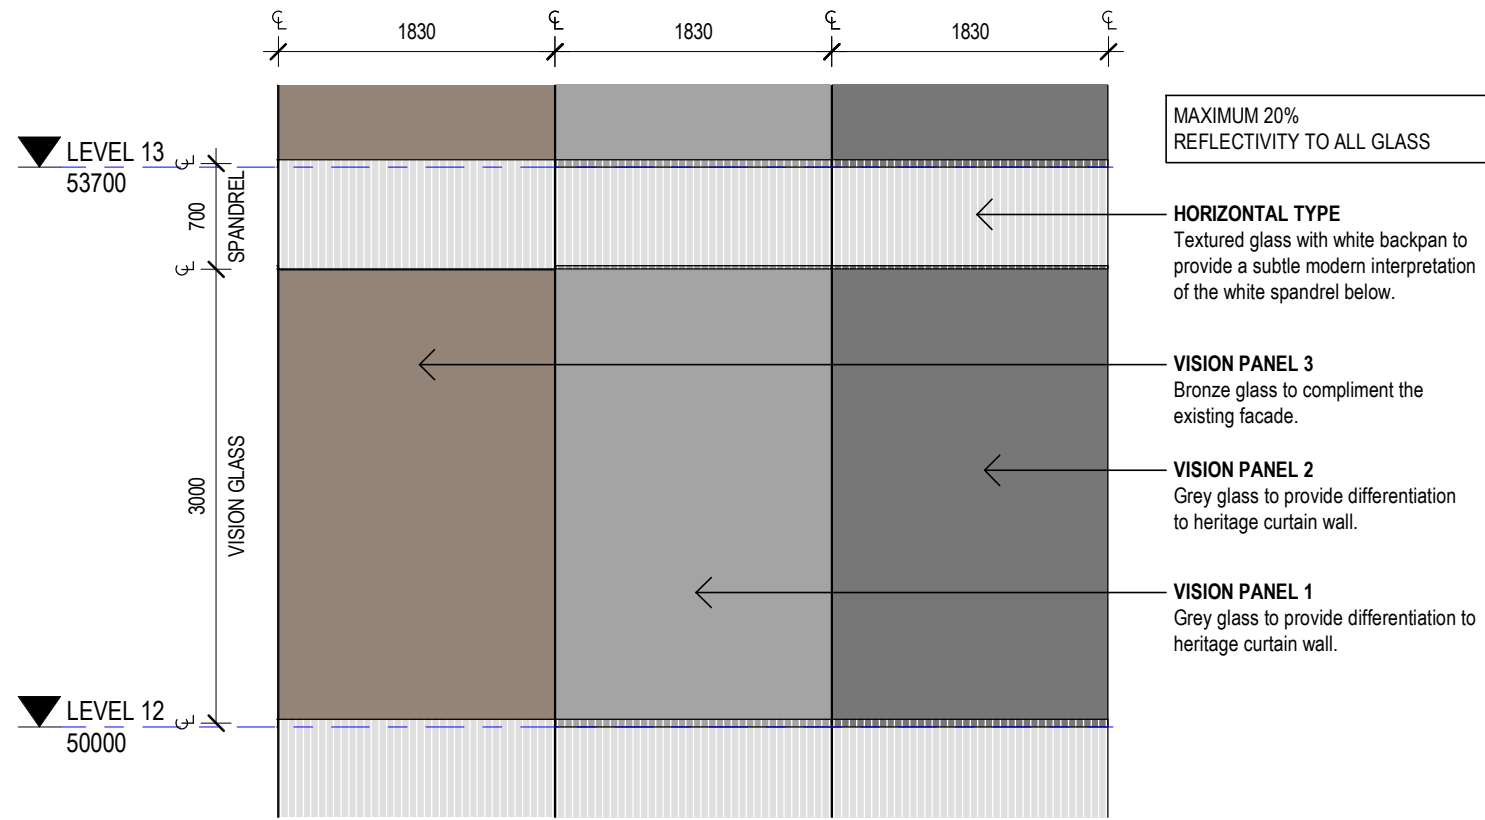 ℄ ℄ ℄ ℄
1830 1830 1830
MAXIMUM 20%
REFLECTIVITY TO ALL GLASS
LEVEL 13
53700
℄
700
SPANDREL
℄
HORIZONTAL TYPE
Textured glass with white backpan to
provide a subtle modern interpretation
of the white spandrel below.
VISION PANEL 3
Bronze glass to compliment the
existing facade.
3000
VISION GLASS
VISION PANEL 2
Grey glass to provide differentiation
to heritage curtain wall.
VISION PANEL 1
Grey glass to provide differentiation to
heritage curtain wall.
LEVEL 12
50000
℄